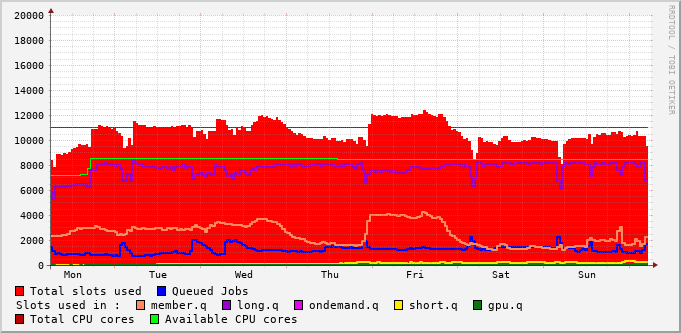 RRDTOOL / TOBI OETIKER
20000
18000
16000
14000
12000
10000
8000
6000
4000
2000
0
Mon Tue Wed Thu Fri Sat Sun
Total slots used Queued Jobs
Slots used in : member.q long.q ondemand.q short.q gpu.q
Total CPU cores Available CPU cores